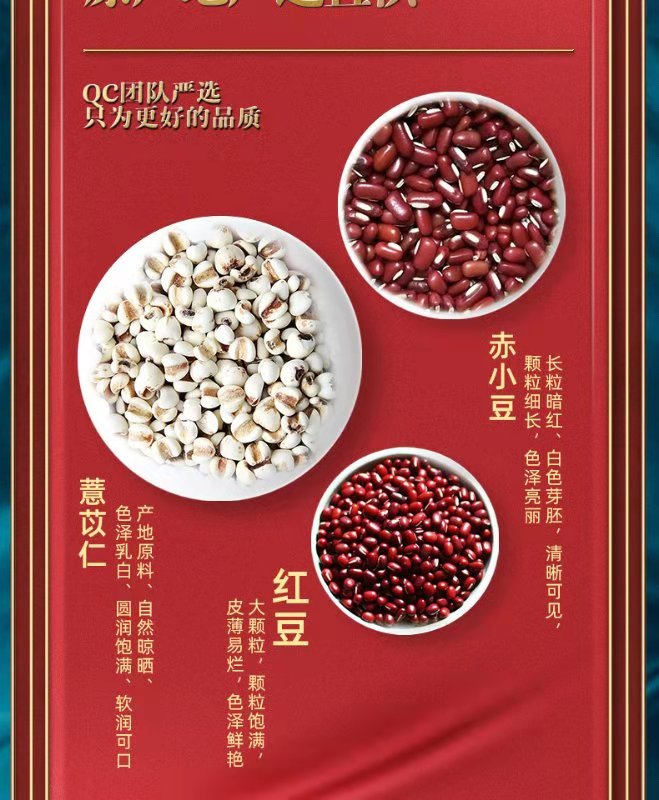 QC团队严选
只为更好的品质
赤小豆
长粒暗红、白色芽胚，清晰可见，
颗粒细长，色泽亮丽
薏苡仁
产地原料、自然晾晒、
色泽乳白、圆润饱满、软润可口
红豆
大颗粒，颗粒饱满，
皮薄易烂，色泽鲜艳